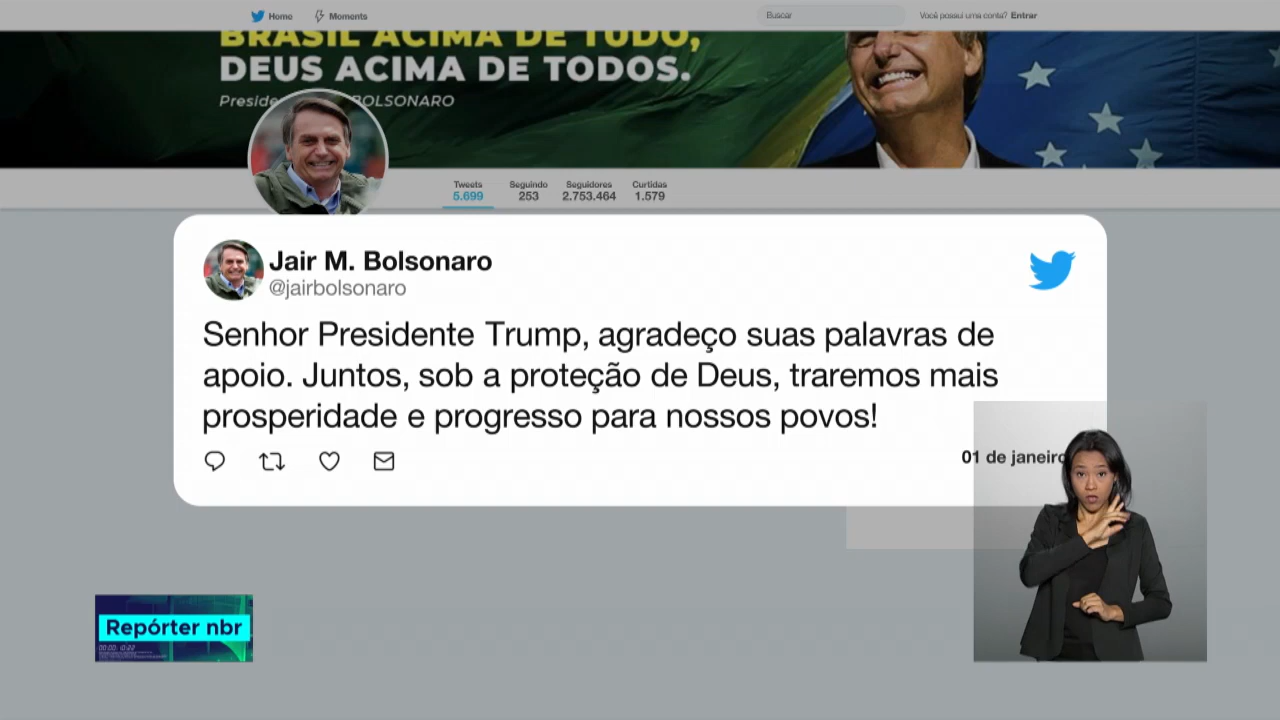 Home
Moments
Buscar
Você possui uma conta? Entrar
BRASIL ACIMA DE TUDO,
DEUS ACIMA DE TODOS.
Preside BOLSONARO
Tweets
5.699
Seguindo
253
Seguidores
2.753.464
Curtidas
1.579
Jair M. Bolsonaro
@jairbolsonaro
Senhor Presidente Trump, agradeço suas palavras de
apoio. Juntos, sob a proteção de Deus, traremos mais
prosperidade e progresso para nossos povos!
01 de janeiro
Repórter nbr